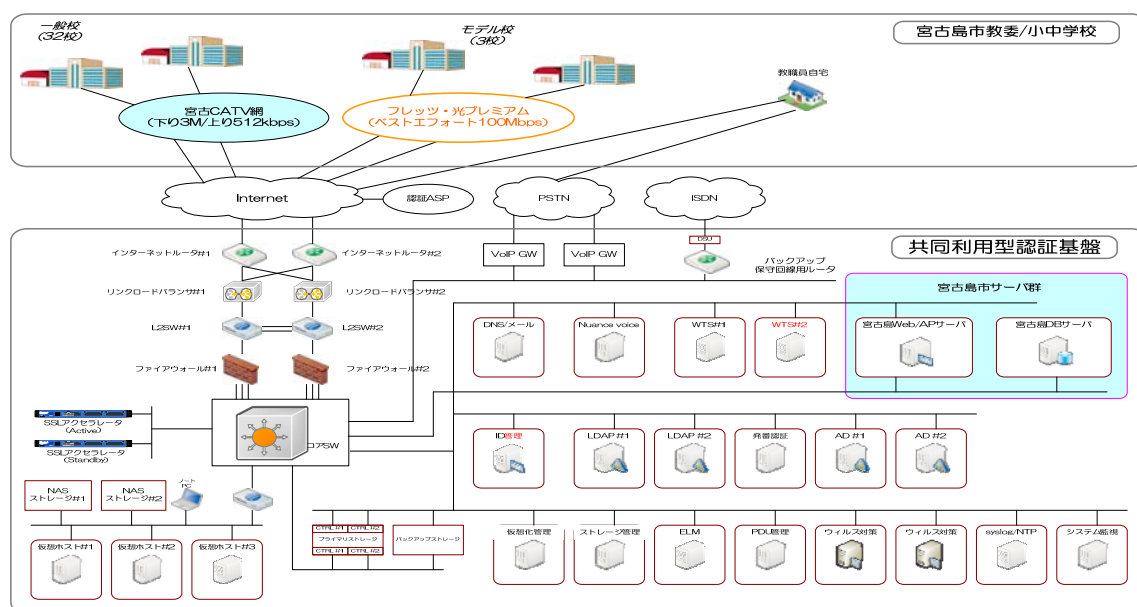 一般校
(32校)
モデル校
(3校)
宮古島市教委/小中学校
教職員自宅
宮古CATV網
(下り3M/上り512kbps)
フレッツ・光プレミアム
(ベストエフォート100Mbps)
Internet
認証ASP
PSTN
ISDN
DSU
共同利用型認証基盤
インターネットルータ#1
インターネットルータ#2
VoIP GW
VoIP GW
バックアップ
保守回線用ルータ
リンクロードバランサ#1
リンクロードバランサ#2
宮古島市サーバ群
L2SW#1
L2SW#2
DNS/メール
Nuance voice
WTS#1
WTS#2
宮古島Web/APサーバ
宮古島DBサーバ
ファイアウォール#1
ファイアウォール#2
SSLアクセラレータ
(Active)
SSLアクセラレータ
(Standby)
コアSW
ID管理
LDAP #1
LDAP #2
発番認証
AD #1
AD #2
NAS
ストレージ#1
NAS
ストレージ#2
ノート
PC
仮想ホスト#1
仮想ホスト#2
仮想ホスト#3
CTRL #1
CTRL #2
プライマリストレージ
CTRL #1
CTRL #2
バックアップストレージ
仮想化管理
ストレージ管理
ELM
PDU管理
ウィルス対策
ウィルス対策
syslog/NTP
システム監視